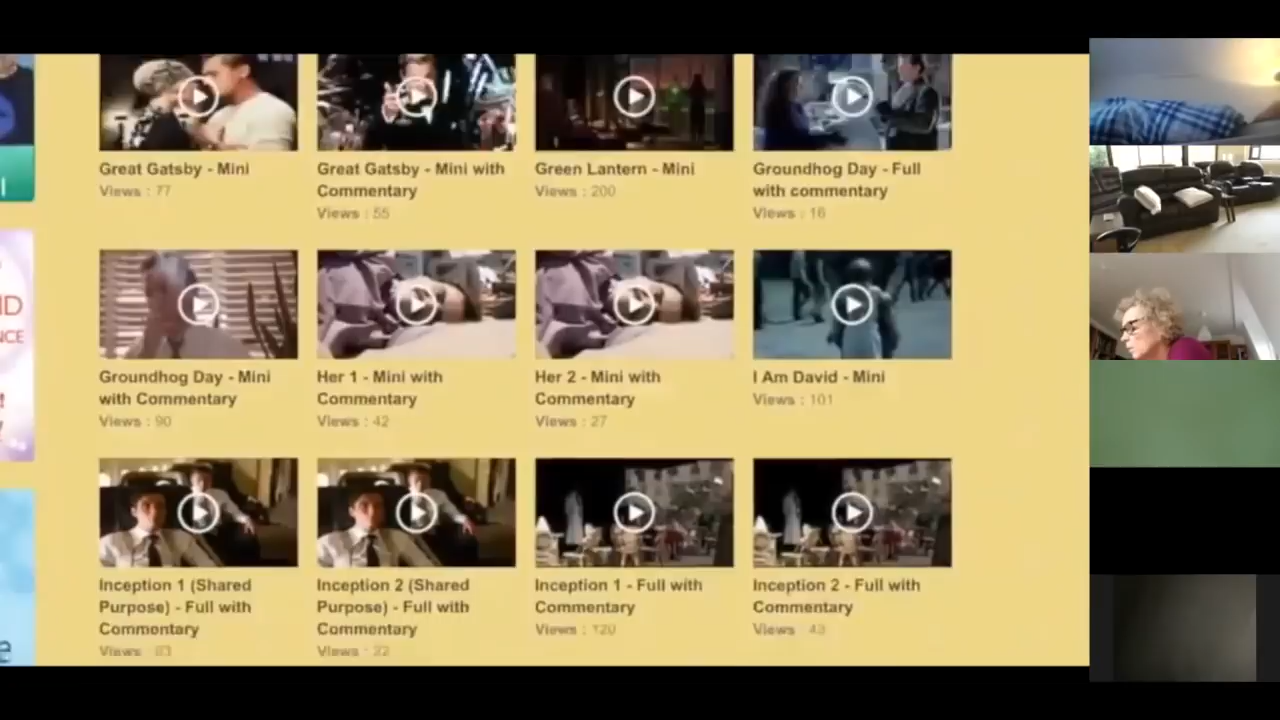 Great Gatsby - Mini
Views : 77
Great Gatsby - Mini with
Commentary
Views : 55
Green Lantern - Mini
Views : 200
Groundhog Day - Full
with commentary
Views : 16
ID
NCE
Groundhog Day - Mini
with Commentary
Views : 90
Her 1 - Mini with
Commentary
Views : 42
Her 2 - Mini with
Commentary
Views : 27
I Am David - Mini
Views : 101
Inception 1 (Shared
Purpose) - Full with
Commentary
Views :
Inception 2 (Shared
Purpose) - Full with
Commentary
Views :
Inception 1 - Full with
Commentary
Views : 120
Inception 2 - Full with
Commentary
Views : 43
e